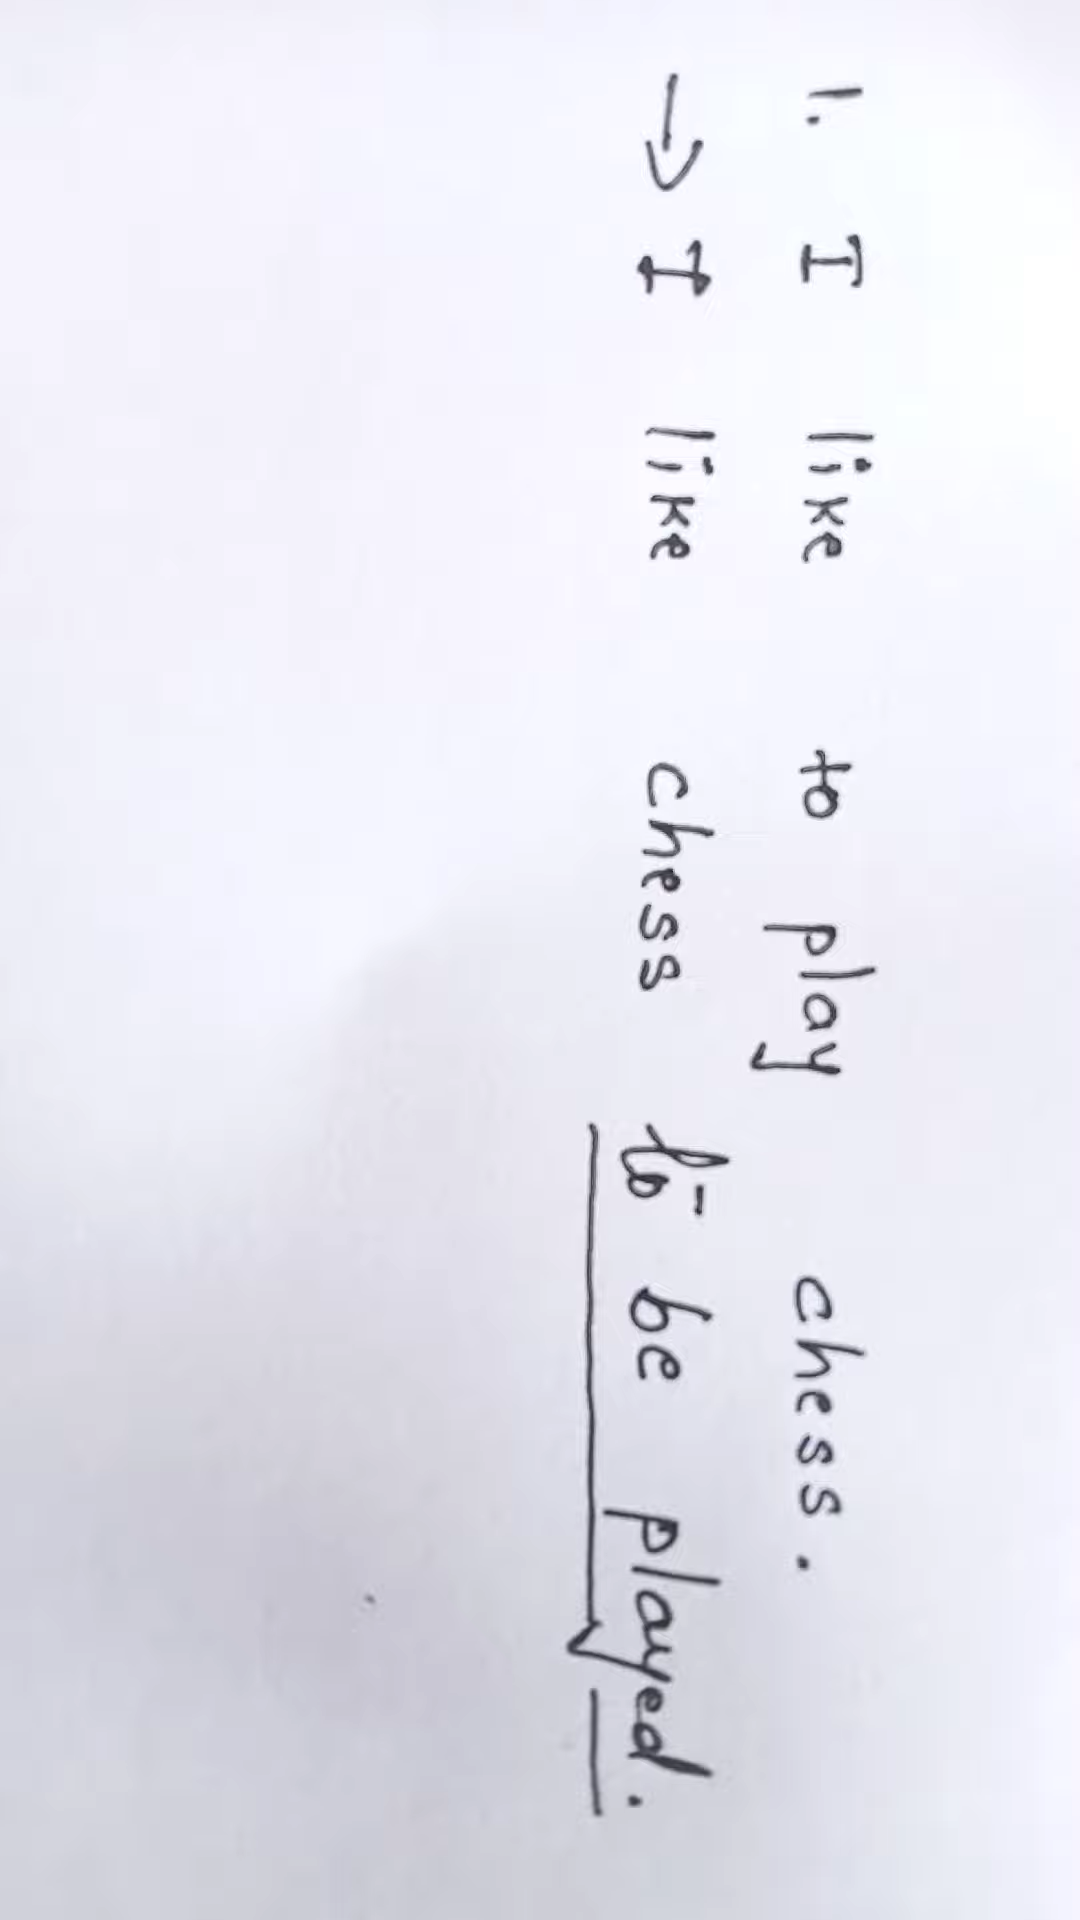 1. I like to play chess.
→ I like chess to be played.